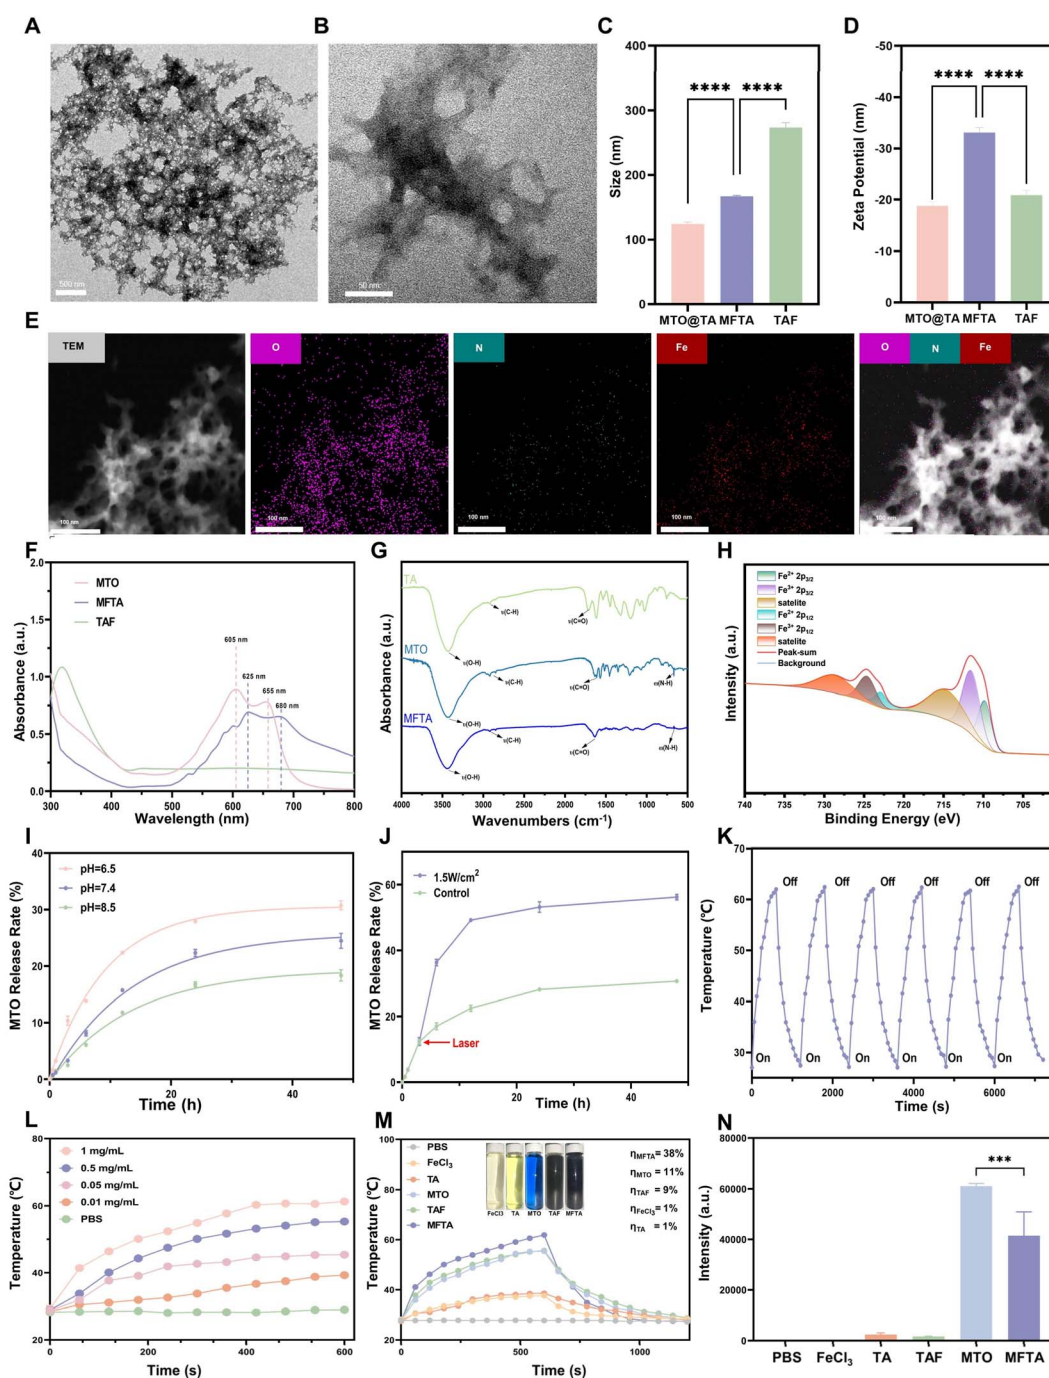 A
500 nm
B
50 nm
C
Size (nm)
400
300
200
100
0
****
****
MTO@TA
MFTA
TAF
D
Zeta Potential (nm)
-50
-40
-30
-20
-10
0
****
****
MTO@TA
MFTA
TAF
E
TEM
O
N
Fe
O
N
Fe
100 nm
100 nm
100 nm
100 nm
100 nm
F
Absorbance (a.u.)
2.0
1.5
1.0
0.5
0.0
MTO
MFTA
TAF
605 nm
625 nm
655 nm
680 nm
300
400
500
600
700
800
Wavelength (nm)
G
Absorbance (a.u.)
TA
υ(C-H)
υ(C=O)
υ(O-H)
MTO
υ(C-H)
υ(C=O)
ω(N-H)
υ(O-H)
MFTA
υ(C-H)
υ(C=O)
ω(N-H)
υ(O-H)
4000
3500
3000
2500
2000
1500
1000
500
Wavenumbers (cm⁻¹)
H
Intensity (a.u.)
Fe²⁺ 2p₃/₂
Fe³⁺ 2p₃/₂
satelite
Fe²⁺ 2p₁/₂
Fe³⁺ 2p₁/₂
satelite
Peak-sum
Background
740
730
720
710
700
Binding Energy (eV)
I
MTO Release Rate (%)
40
30
20
10
0
pH=6.5
pH=7.4
pH=8.5
0
20
40
Time (h)
J
MTO Release Rate (%)
60
40
20
0
1.5W/cm²
Control
Laser
0
20
40
Time (h)
K
Temperature (℃)
70
60
50
40
30
Off
Off
Off
Off
Off
Off
On
On
On
On
On
On
0
2000
4000
6000
Time (s)
L
Temperature (℃)
80
60
40
20
1 mg/mL
0.5 mg/mL
0.05 mg/mL
0.01 mg/mL
PBS
0
200
400
600
Time (s)
M
Temperature (℃)
100
80
60
40
20
PBS
FeCl₃
TA
MTO
TAF
MFTA
FeCl3
TA
MTO
TAF
MFTA
η_MFTA= 38%
η_MTO= 11%
η_TAF= 9%
η_FeCl₃= 1%
η_TA= 1%
0
500
1000
Time (s)
N
Intensity (a.u.)
80000
60000
40000
20000
0
***
PBS
FeCl₃
TA
TAF
MTO
MFTA